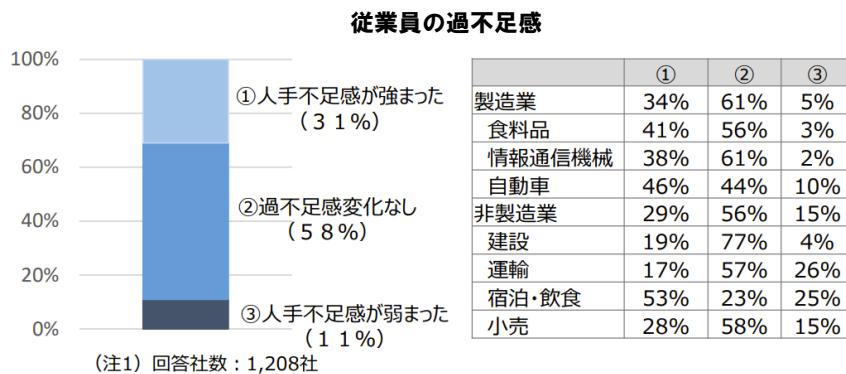 従業員の過不足感
100%
80%
60%
40%
20%
0%
①人手不足感が強まった
(31%)
②過不足感変化なし
(58%)
③人手不足感が弱まった
(11%)
(注1)回答社数:1,208社
① ② ③
製造業 34% 61% 5%
食料品 41% 56% 3%
情報通信機械 38% 61% 2%
自動車 46% 44% 10%
非製造業 29% 56% 15%
建設 19% 77% 4%
運輸 17% 57% 26%
宿泊・飲食 53% 23% 25%
小売 28% 58% 15%